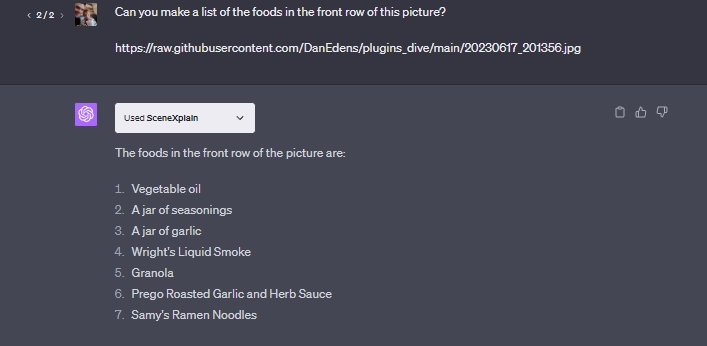 2 / 2
Can you make a list of the foods in the front row of this picture?
https://raw.githubusercontent.com/DanEdens/plugins_dive/main/20230617_201356.jpg
Used SceneXplain
The foods in the front row of the picture are:
1. Vegetable oil
2. A jar of seasonings
3. A jar of garlic
4. Wright's Liquid Smoke
5. Granola
6. Prego Roasted Garlic and Herb Sauce
7. Samy's Ramen Noodles